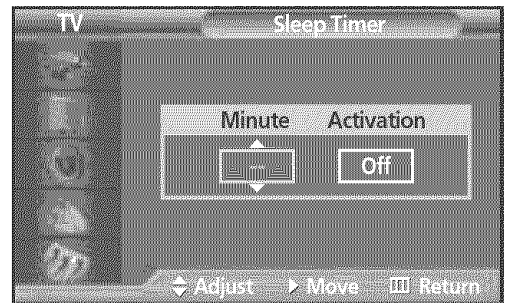 TV Sleep Timer
Minute Activation
-- Off
Adjust Move Return